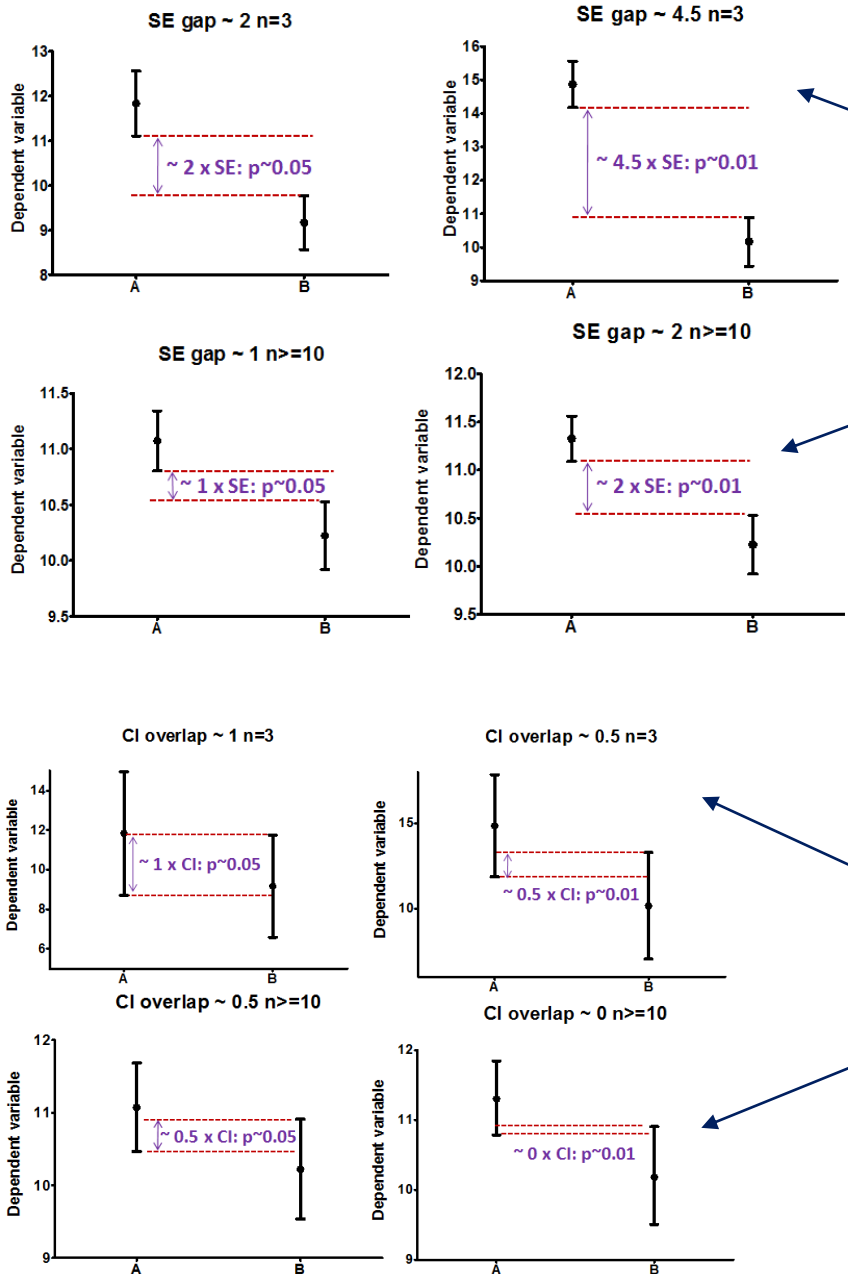 SE gap ~ 2 n=3
Dependent variable
13
12
11
10
9
8
~ 2 x SE: p~0.05
A
B
SE gap ~ 4.5 n=3
Dependent variable
16
15
14
13
12
11
10
9
~ 4.5 x SE: p~0.01
A
B
SE gap ~ 1 n>=10
Dependent variable
11.5
11.0
10.5
10.0
9.5
~ 1 x SE: p~0.05
A
B
SE gap ~ 2 n>=10
Dependent variable
12.0
11.5
11.0
10.5
10.0
9.5
~ 2 x SE: p~0.01
A
B
CI overlap ~ 1 n=3
Dependent variable
14
12
10
8
6
~ 1 x CI: p~0.05
A
B
CI overlap ~ 0.5 n=3
Dependent variable
15
10
~ 0.5 x CI: p~0.01
A
B
CI overlap ~ 0.5 n>=10
Dependent variable
12
11
10
9
~ 0.5 x CI: p~0.05
A
B
CI overlap ~ 0 n>=10
Dependent variable
12
11
10
9
~ 0 x CI: p~0.01
A
B